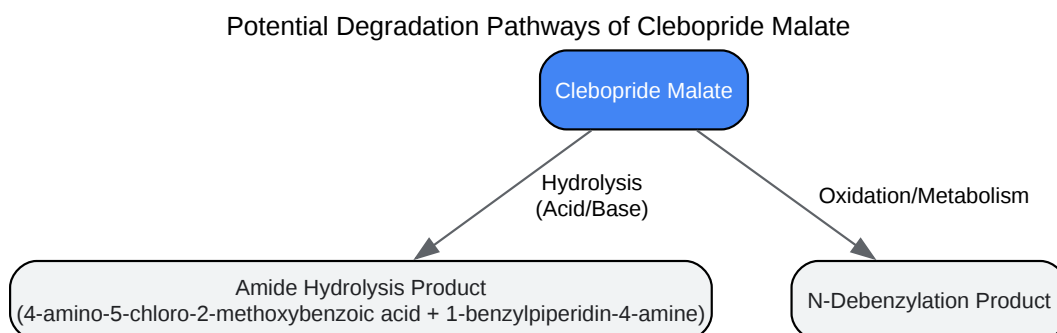 Potential Degradation Pathways of Clebopride Malate
Clebopride Malate
Hydrolysis
(Acid/Base)
Oxidation/Metabolism
Amide Hydrolysis Product
(4-amino-5-chloro-2-methoxybenzoic acid + 1-benzylpiperidin-4-amine)
N-Debenzylation Product